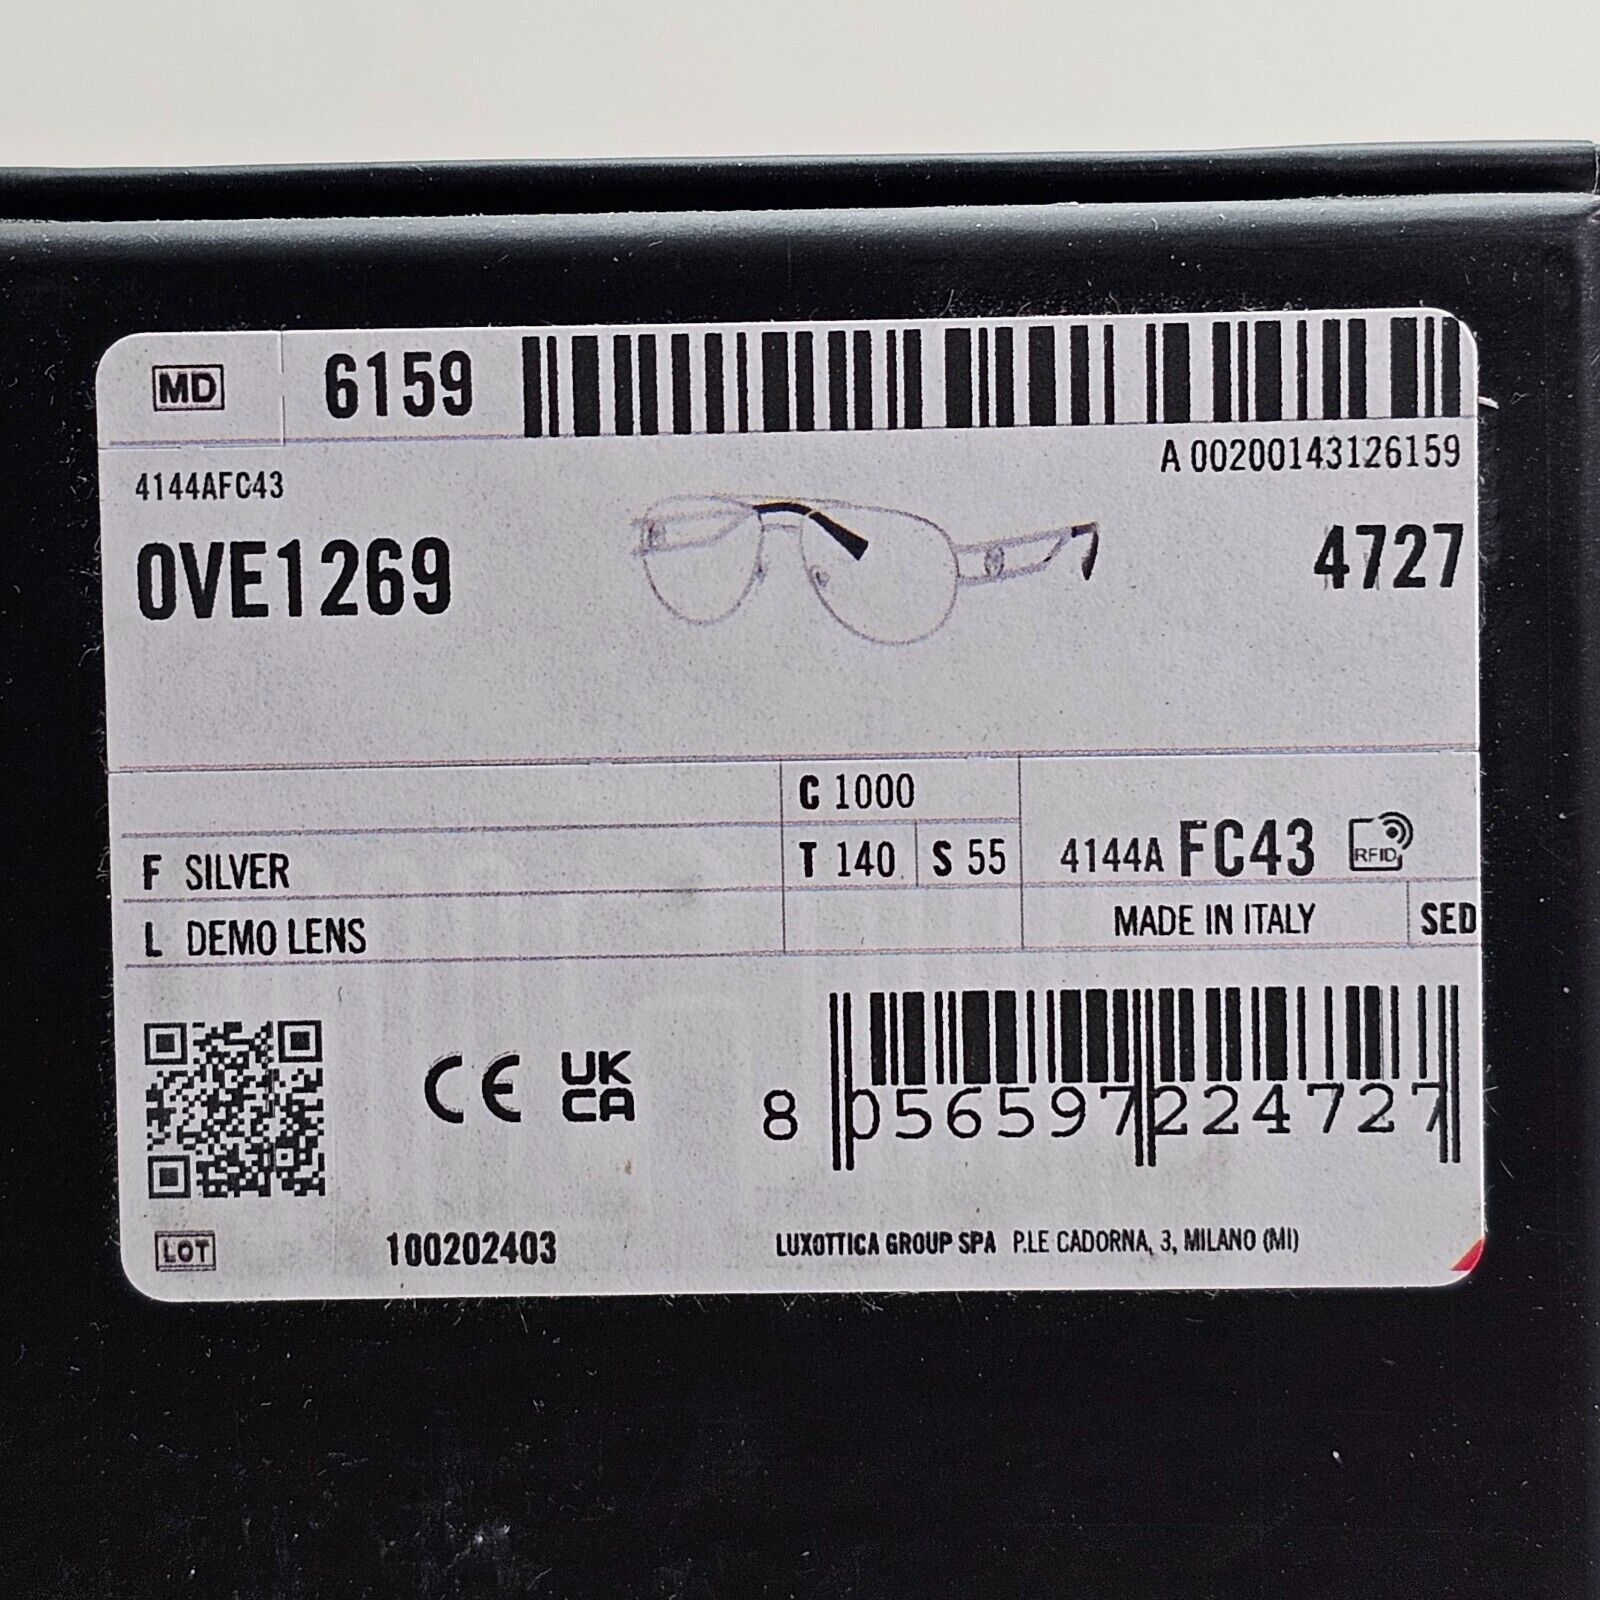 MD 6159
A 00200143126159
4144AFC43
0VE1269 4727
C 1000
F SILVER T 140 S 55 4144A FC43 RFID
L DEMO LENS MADE IN ITALY SED
CE UK
CA
8 056597 224727
LOT 100202403 LUXOTTICA GROUP SPA P.LE CADORNA, 3, MILANO (MI)